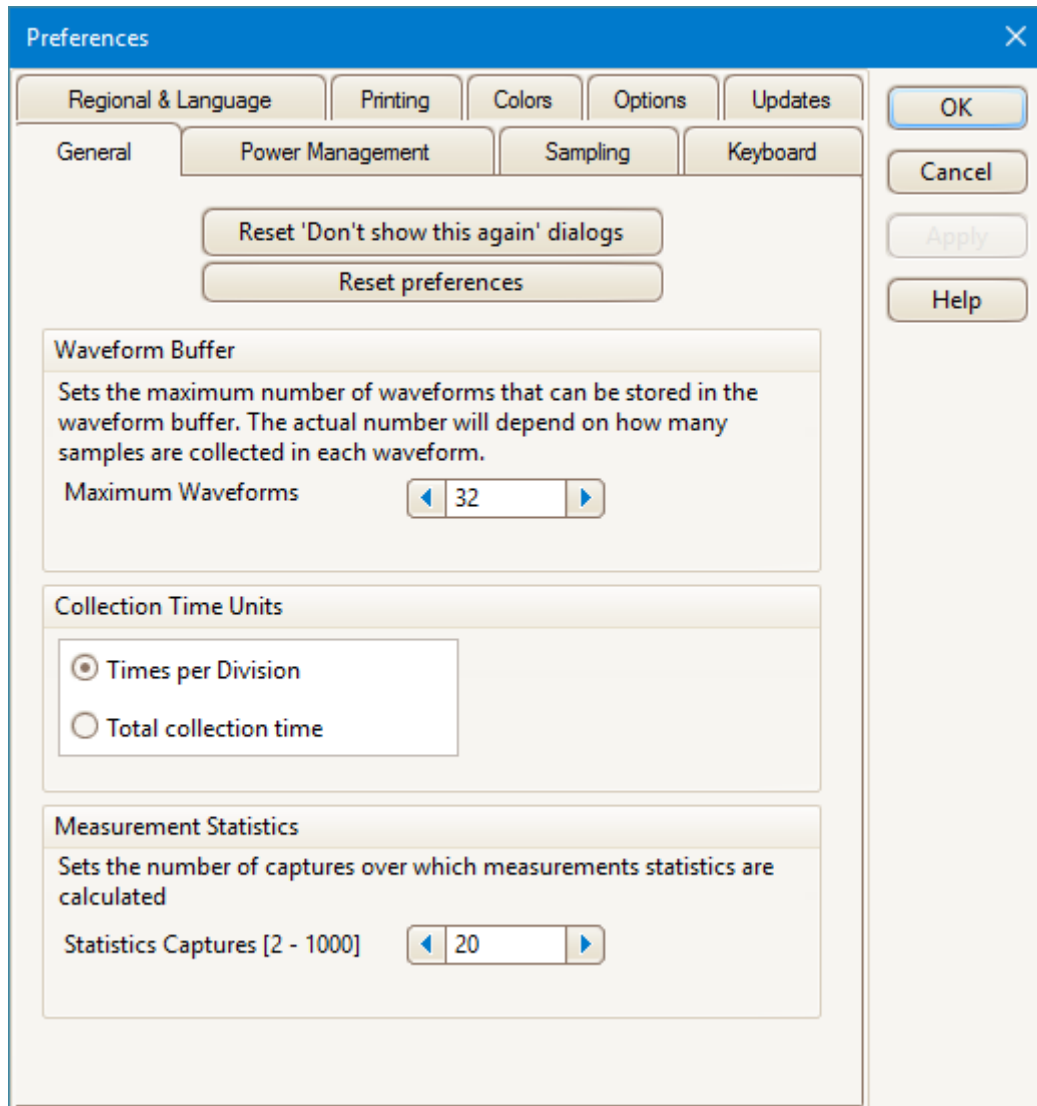 Preferences
Regional & Language
Printing
Colors
Options
Updates
General
Power Management
Sampling
Keyboard
OK
Cancel
Apply
Help
Reset 'Don't show this again' dialogs
Reset preferences
Waveform Buffer
Sets the maximum number of waveforms that can be stored in the
waveform buffer. The actual number will depend on how many
samples are collected in each waveform.
Maximum Waveforms
32
Collection Time Units
Times per Division
Total collection time
Measurement Statistics
Sets the number of captures over which measurements statistics are
calculated
Statistics Captures [2 - 1000]
20